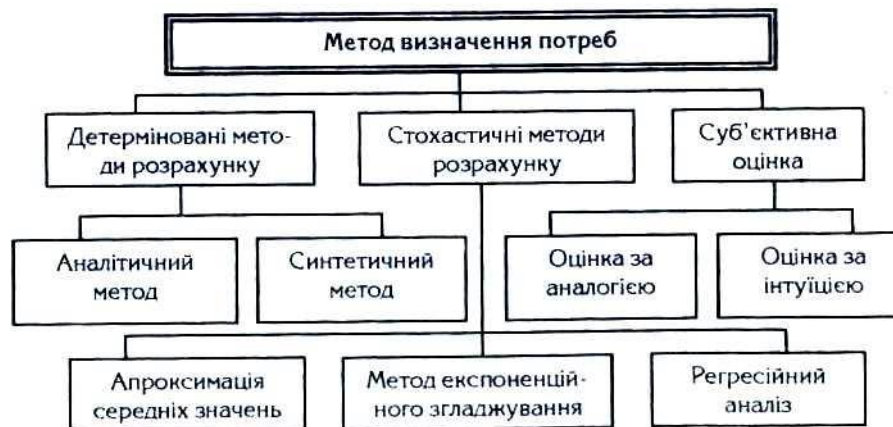 Метод визначення потреб
Детерміновані мето-
ди розрахунку
Стохастичні методи
розрахунку
Суб’єктивна
оцінка
Аналітичний
метод
Синтетичний
метод
Оцінка за
аналогією
Оцінка за
інтуїцією
Апроксимація
середніх значень
Метод експоненцій-
ного згладжування
Регресійний
аналіз